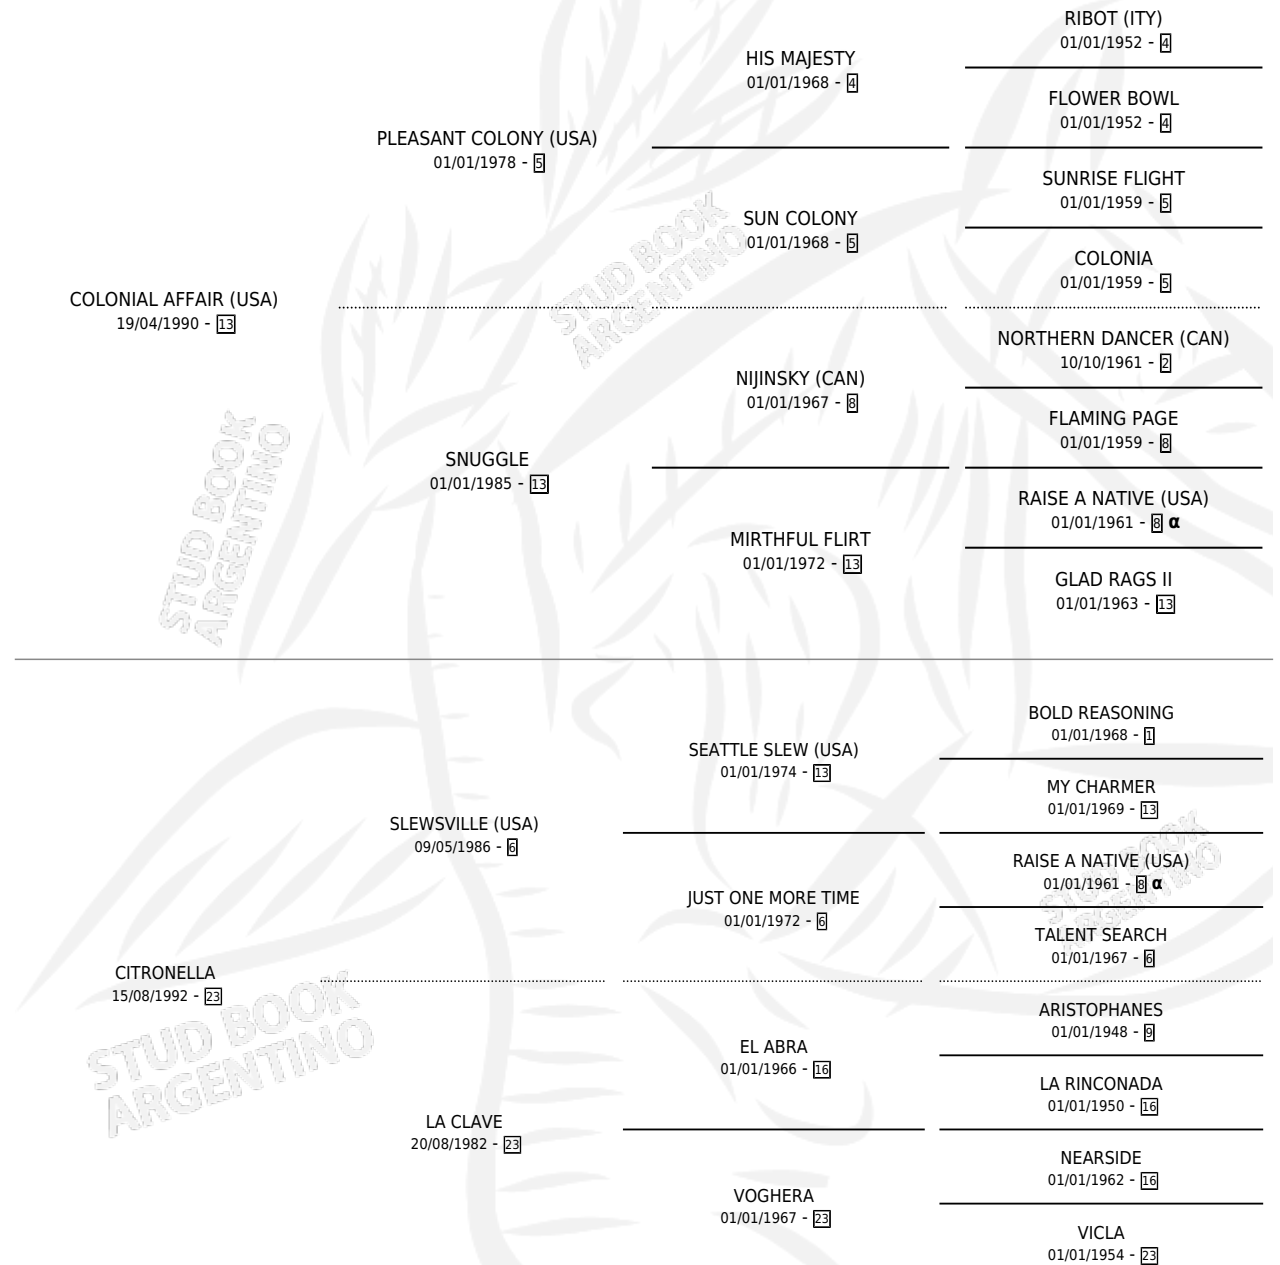 RIBOT (ITY)
01/01/1952 - 4
HIS MAJESTY
01/01/1968 - 4
FLOWER BOWL
01/01/1952 - 4
PLEASANT COLONY (USA)
01/01/1978 - 5
SUNRISE FLIGHT
01/01/1959 - 5
SUN COLONY
01/01/1968 - 5
COLONIA
01/01/1959 - 5
COLONIAL AFFAIR (USA)
19/04/1990 - 13
NORTHERN DANCER (CAN)
10/10/1961 - 2
NIJINSKY (CAN)
01/01/1967 - 8
FLAMING PAGE
01/01/1959 - 8
SNUGGLE
01/01/1985 - 13
RAISE A NATIVE (USA)
01/01/1961 - 8 α
MIRTHFUL FLIRT
01/01/1972 - 13
GLAD RAGS II
01/01/1963 - 13
BOLD REASONING
01/01/1968 - 1
SEATTLE SLEW (USA)
01/01/1974 - 13
MY CHARMER
01/01/1969 - 13
SLEWSVILLE (USA)
09/05/1986 - 6
RAISE A NATIVE (USA)
01/01/1961 - 8 α
JUST ONE MORE TIME
01/01/1972 - 6
TALENT SEARCH
01/01/1967 - 6
CITRONELLA
15/08/1992 - 23
ARISTOPHANES
01/01/1948 - 9
EL ABRA
01/01/1966 - 16
LA RINCONADA
01/01/1950 - 16
LA CLAVE
20/08/1982 - 23
NEARSIDE
01/01/1962 - 16
VOGHERA
01/01/1967 - 23
VICLA
01/01/1954 - 23
STUD BOOK
ARGENTINO
STUD BOOK
ARGENTINO
STUD BOOK
ARGENTINO
STUD BOOK
ARGENTINO